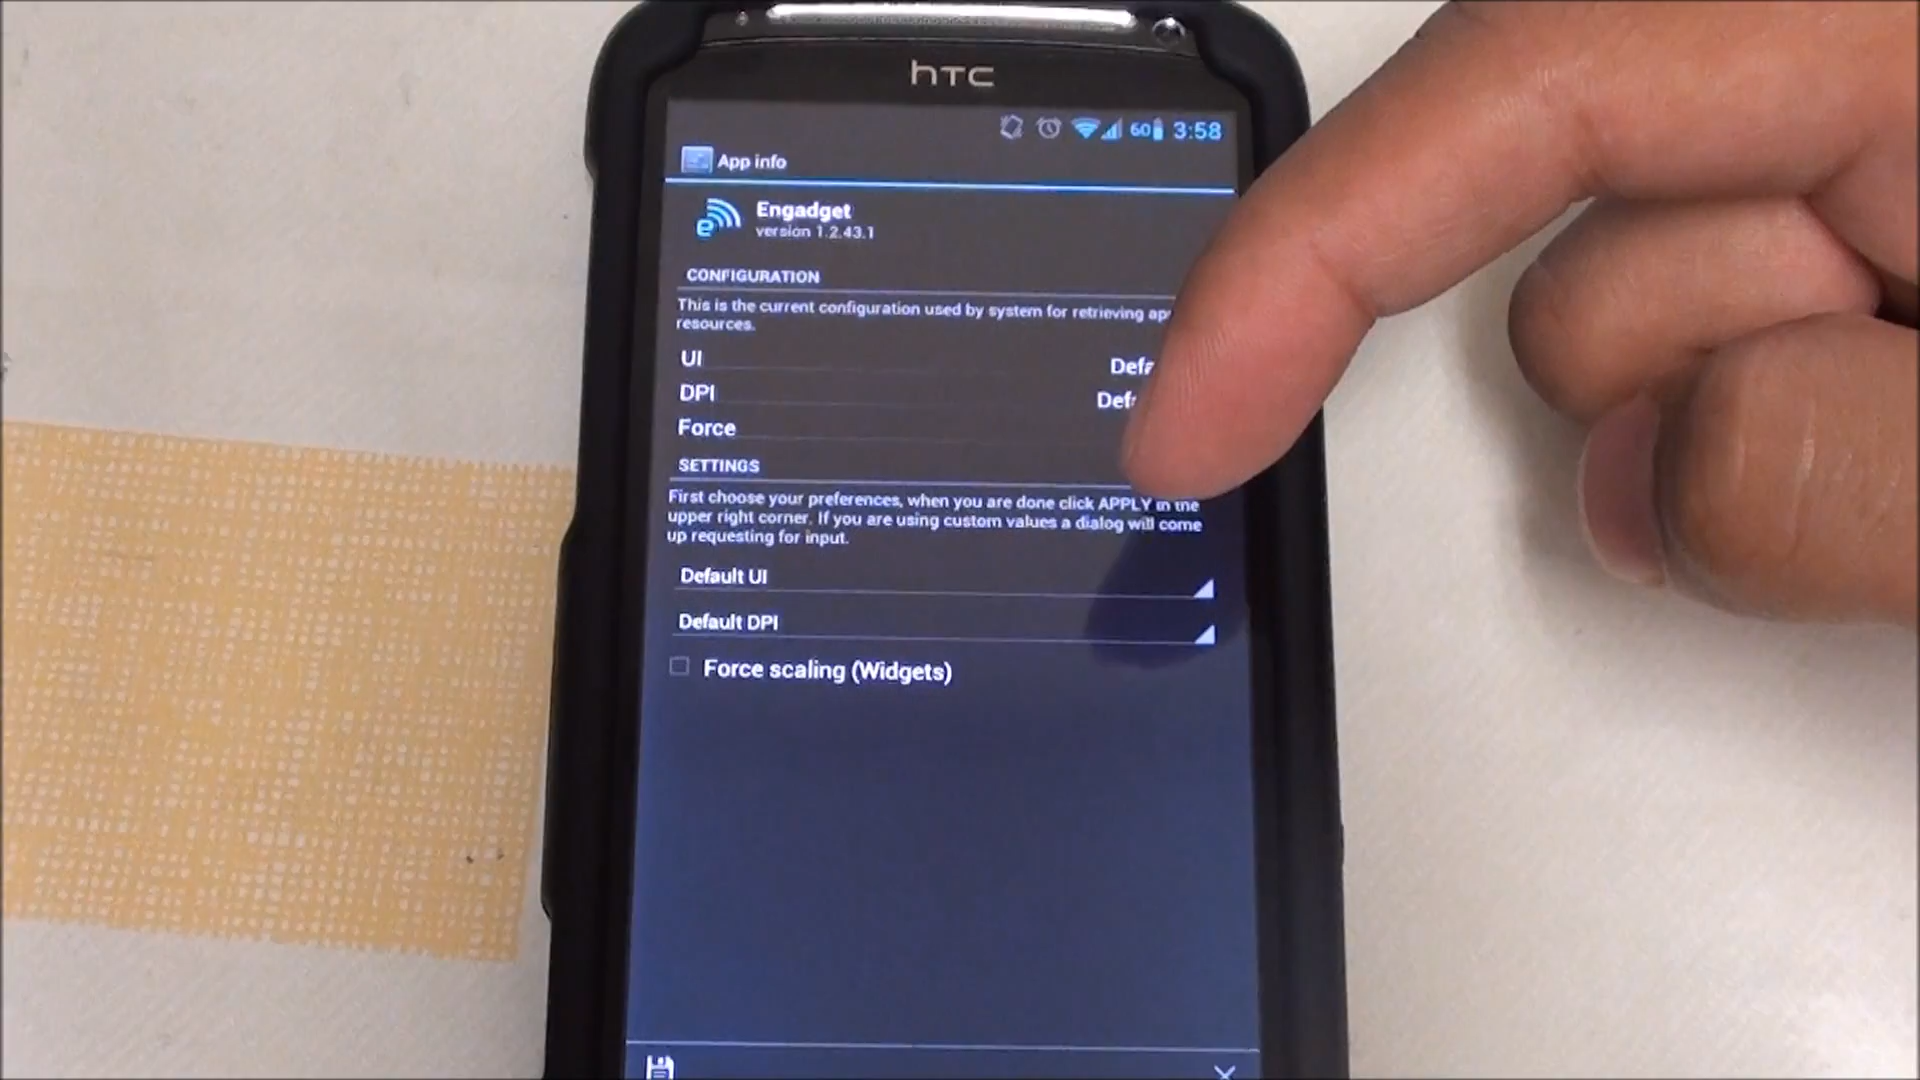 hTC
60 3:58
App info
Engadget
version 1.2.43.1
CONFIGURATION
This is the current configuration used by system for retrieving
resources.
UI
DPI
Force
SETTINGS
First choose your preferences, when you are done click APPLY in the
upper right corner. If you are using custom values a dialog will come
up requesting for input.
Default UI
Default DPI
Force scaling (Widgets)